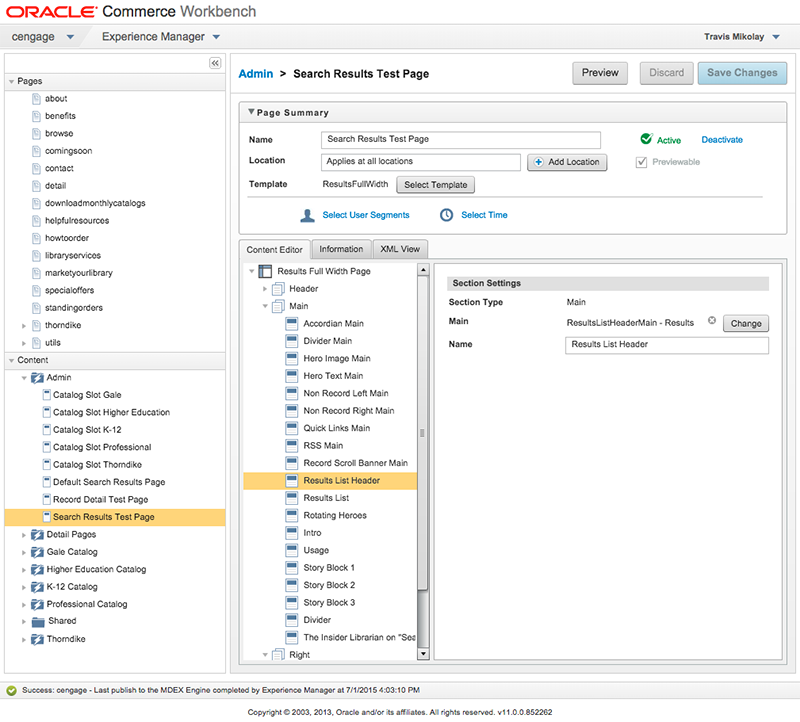 ORACLE® Commerce Workbench
cengage
Experience Manager
Travis Mikolay
Pages
about
benefits
browse
comingsoon
contact
detail
downloadmonthlycatalogs
helpfulresources
howtoorder
libraryservices
marketyourlibrary
specialoffers
standingorders
thorndike
utils
Content
Admin
Catalog Slot Gale
Catalog Slot Higher Education
Catalog Slot K-12
Catalog Slot Professional
Catalog Slot Thorndike
Default Search Results Page
Record Detail Test Page
Search Results Test Page
Detail Pages
Gale Catalog
Higher Education Catalog
K-12 Catalog
Professional Catalog
Shared
Thorndike
Admin > Search Results Test Page
Preview
Discard
Save Changes
Page Summary
Name
Search Results Test Page
Active
Deactivate
Location
Applies at all locations
Add Location
Previewable
Template
ResultsFullWidth
Select Template
Select User Segments
Select Time
Content Editor
Information
XML View
Results Full Width Page
Header
Main
Accordian Main
Divider Main
Hero Image Main
Hero Text Main
Non Record Left Main
Non Record Right Main
Quick Links Main
RSS Main
Record Scroll Banner Main
Results List Header
Results List
Rotating Heroes
Intro
Usage
Story Block 1
Story Block 2
Story Block 3
Divider
The Insider Librarian on "Sea
Right
Section Settings
Section Type
Main
Main
ResultsListHeaderMain - Results
Change
Name
Results List Header
Success: cengage - Last publish to the MDEX Engine completed by Experience Manager at 7/1/2015 4:03:10 PM
Copyright © 2003, 2013, Oracle and/or its affiliates. All rights reserved. v11.0.0.852262